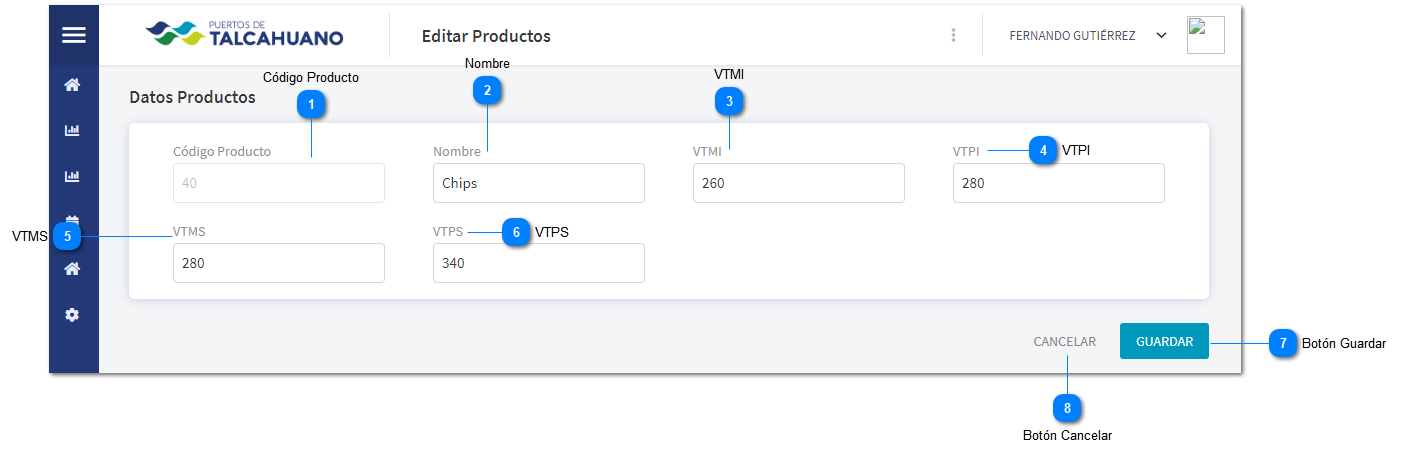 PUERTOS DE
TALCAHUANO
Editar Productos
FERNANDO GUTIÉRREZ
Nombre
Código Producto
VTMI
Datos Productos
1
2
3
Código Producto
Nombre
VTMI
VTPI
4
VTPI
40
Chips
260
280
VTMS
5
VTMS
VTPS
6
VTPS
280
340
CANCELAR
GUARDAR
7
Botón Guardar
8
Botón Cancelar